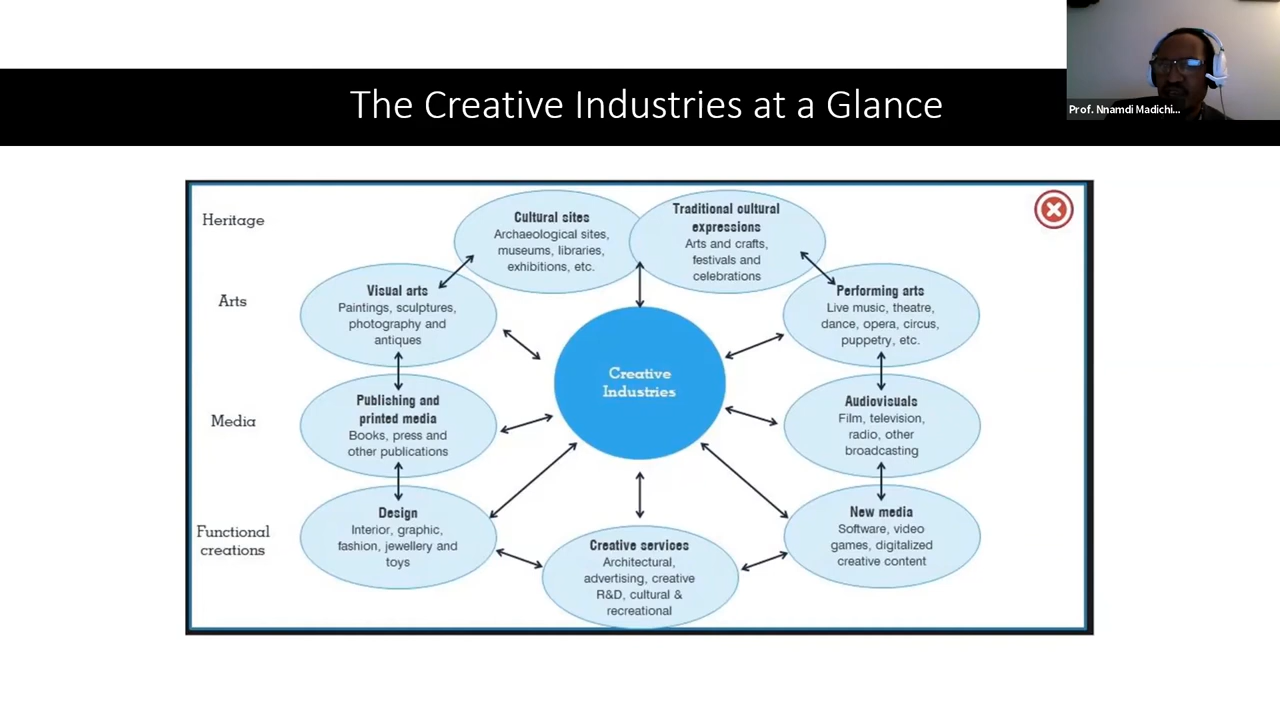 The Creative Industries at a Glance
Prof. Nnamdi Madichi...
Heritage
Cultural sites
Archaeological sites,
museums, libraries,
exhibitions, etc.
Traditional cultural
expressions
Arts and crafts,
festivals and
celebrations
Arts
Visual arts
Paintings, sculptures,
photography and
antiques
Performing arts
Live music, theatre,
dance, opera, circus,
puppetry, etc.
Creative
Industries
Media
Publishing and
printed media
Books, press and
other publications
Audiovisuals
Film, television,
radio, other
broadcasting
Functional
creations
Design
Interior, graphic,
fashion, jewellery and
toys
Creative services
Architectural,
advertising, creative
R&D, cultural &
recreational
New media
Software, video
games, digitalized
creative content